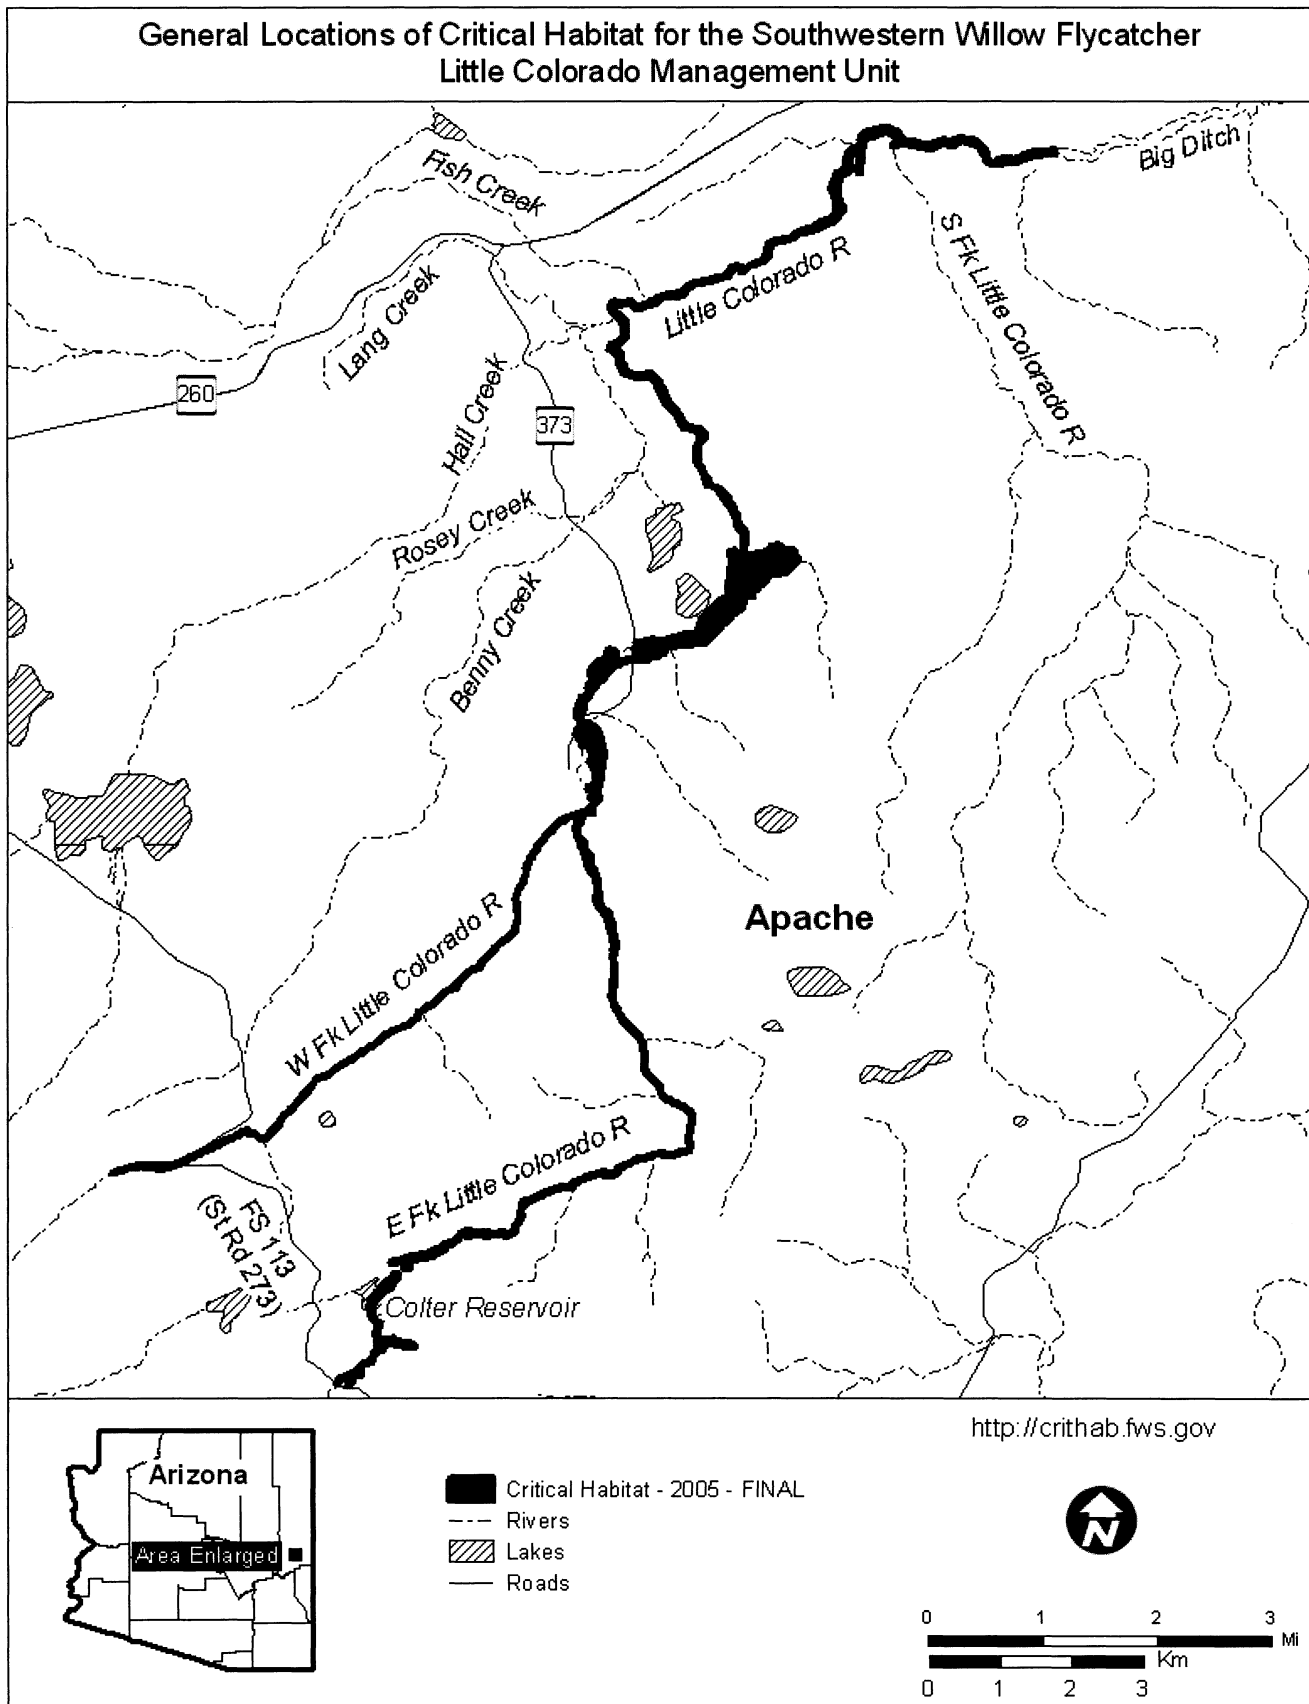 General Locations of Critical Habitat for the Southwestern Willow Flycatcher
Little Colorado Management Unit
Big Ditch
Fish Creek
S Fk Little Colorado R
Little Colorado R
Lang Creek
260
Hall Creek
373
Rosey Creek
Benny Creek
Apache
W Fk Little Colorado R
E Fk Little Colorado R
FS 113
(St Rd 273)
Colter Reservoir
http://crithab.fws.gov
Arizona
Area Enlarged
Critical Habitat - 2005 - FINAL
Rivers
Lakes
Roads
N
0 1 2 3
Mi
Km
0 1 2 3